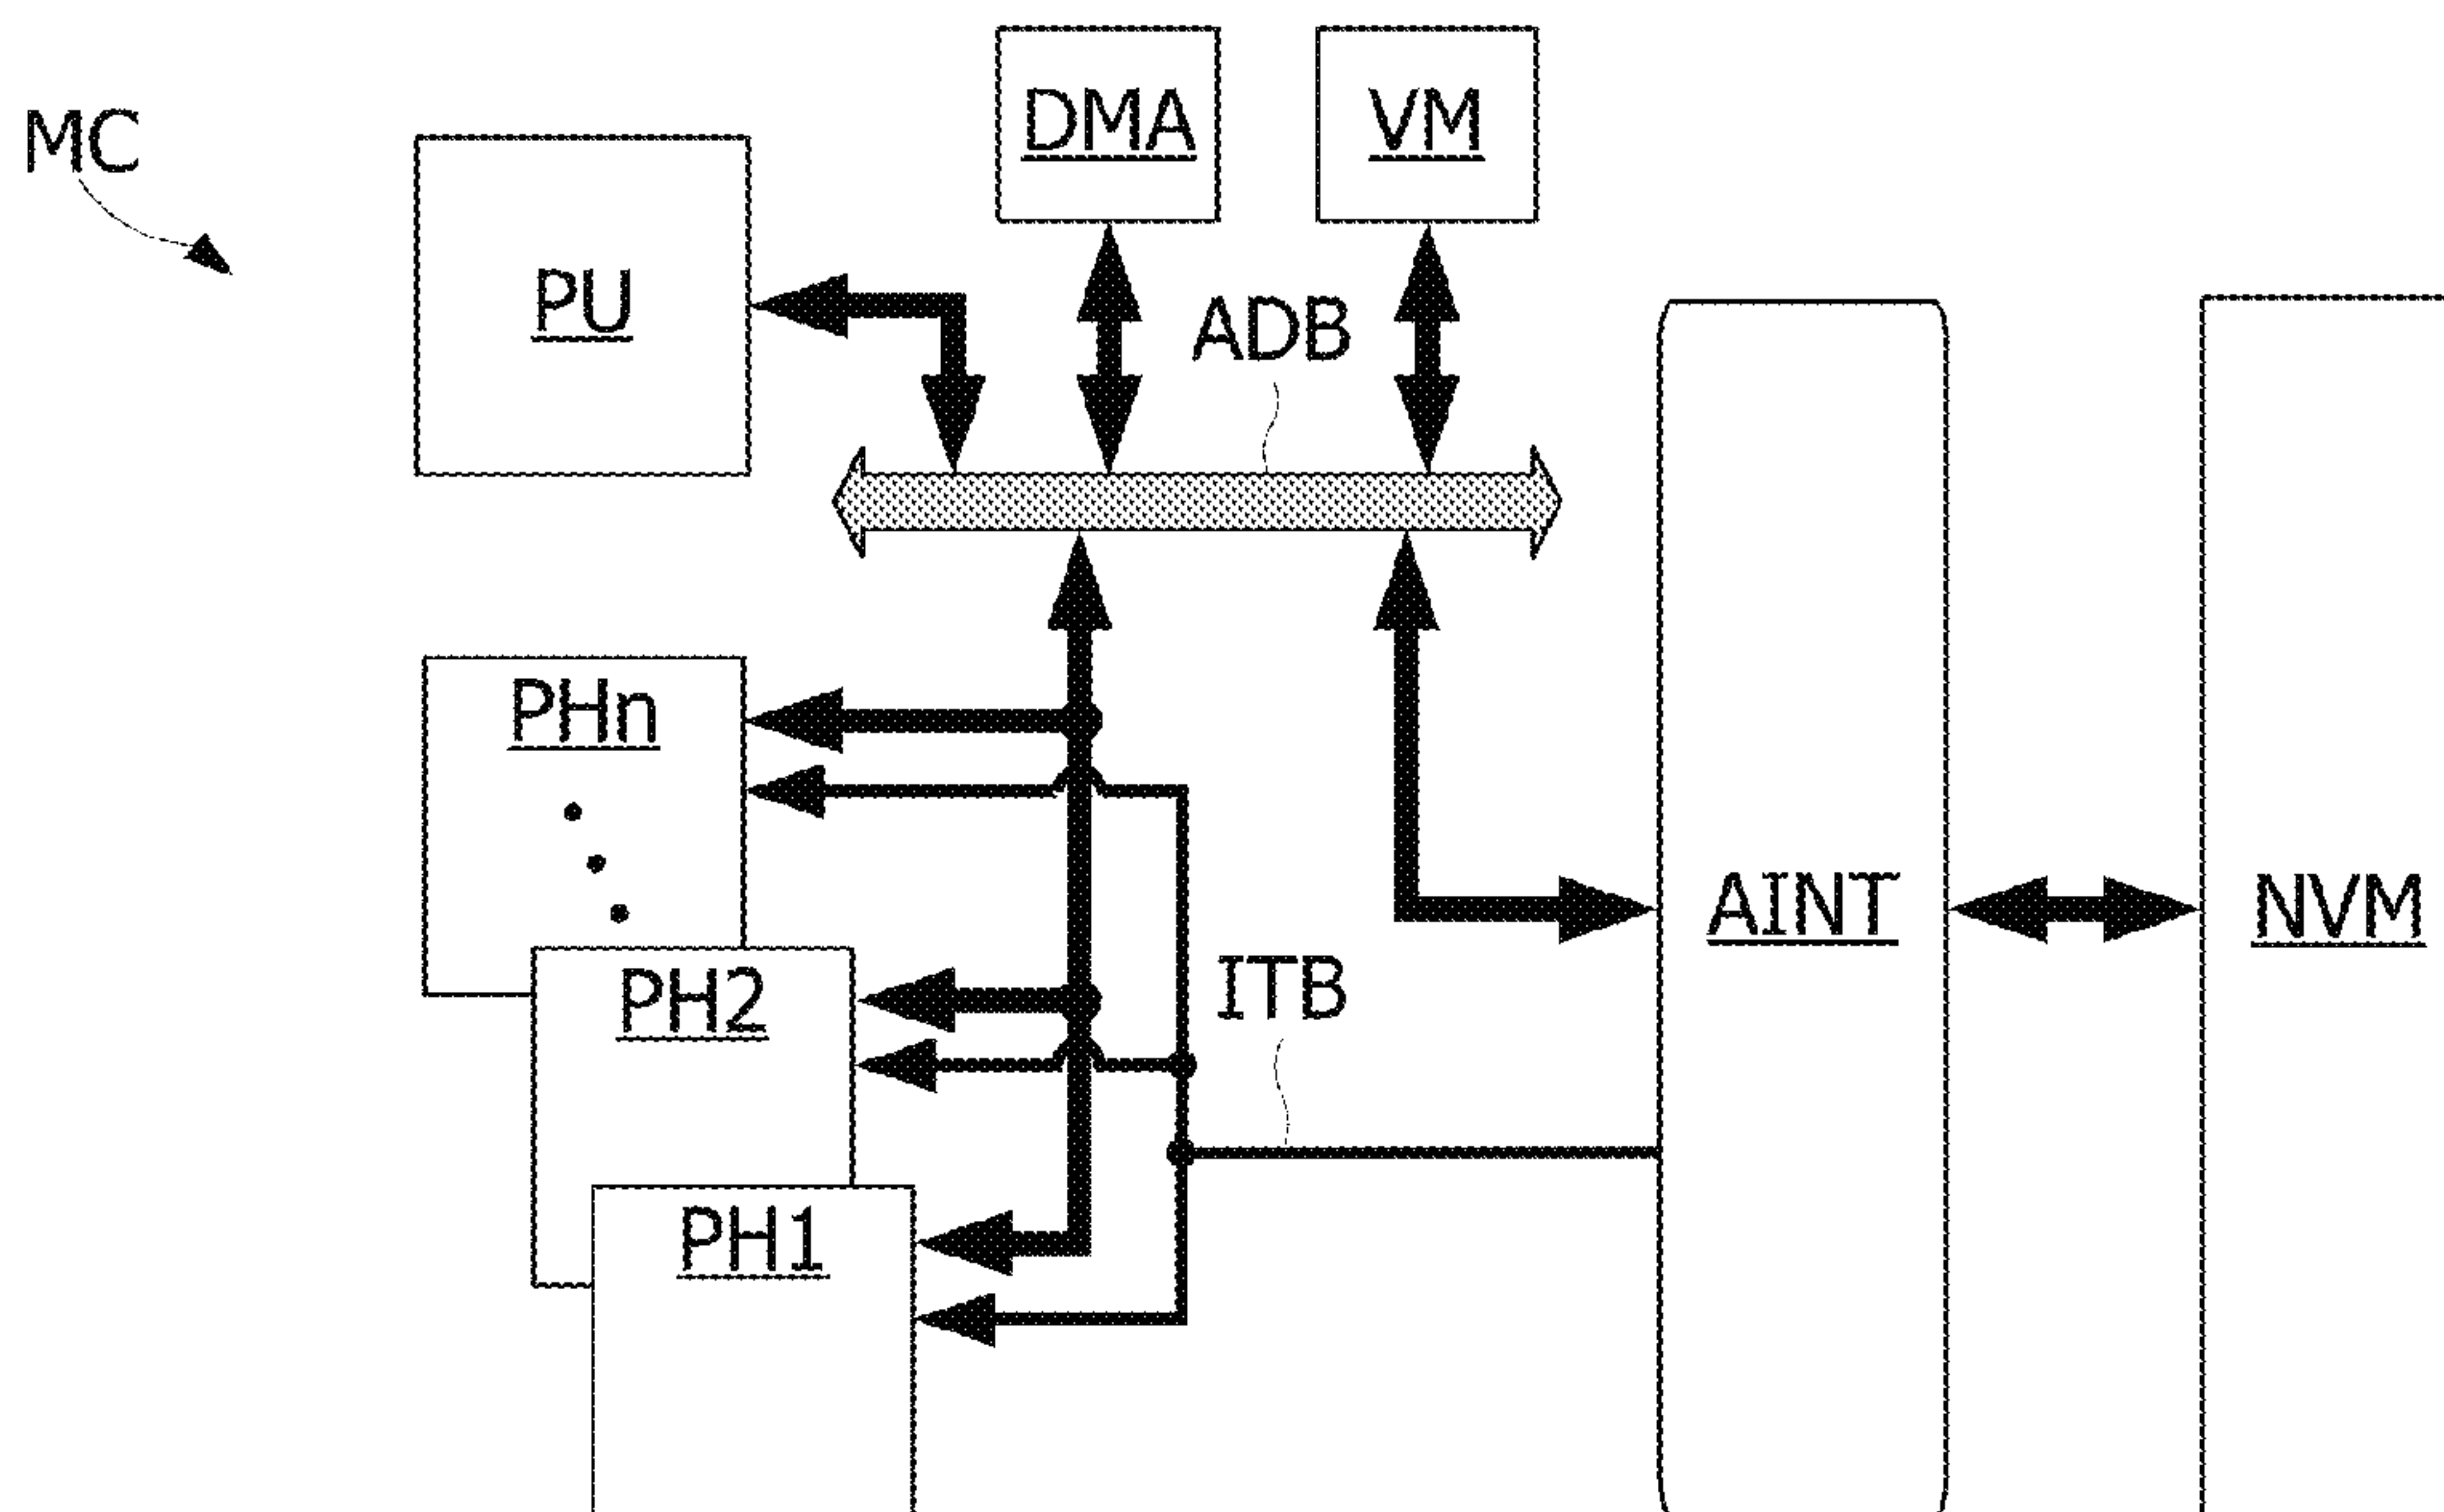 MC
DMA
VM
PU
ADB
PHn
AINT
NVM
PH2
ITB
PH1